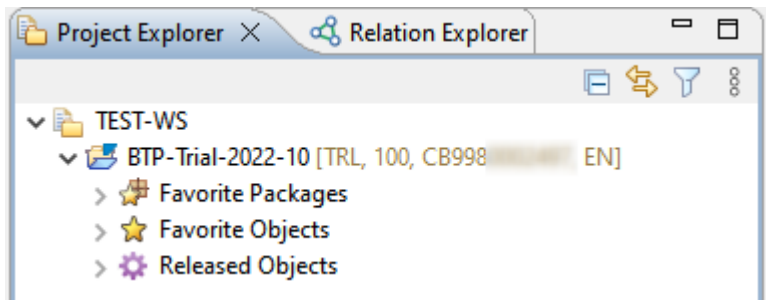 Project Explorer Relation Explorer
TEST-WS
BTP-Trial-2022-10 [TRL, 100, CB998 EN]
Favorite Packages
Favorite Objects
Released Objects